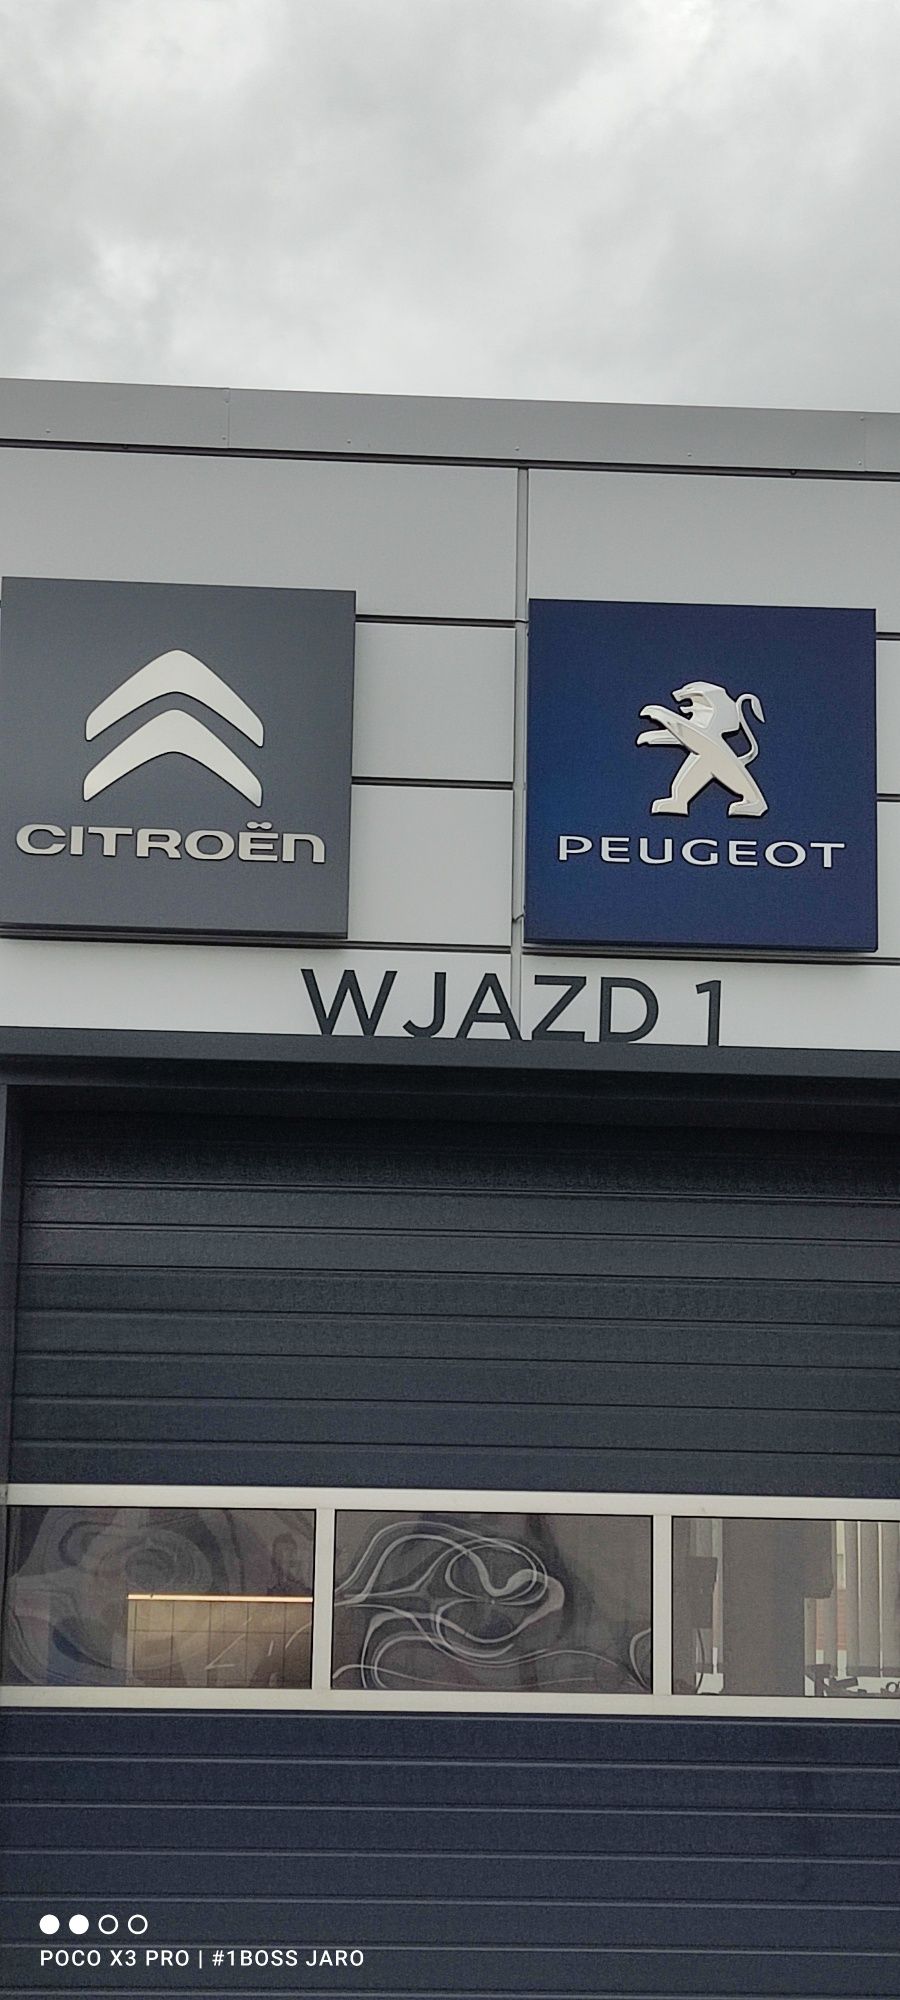 CITROËN
PEUGEOT
WJAZD 1
POCO X3 PRO | #1BOSS JARO